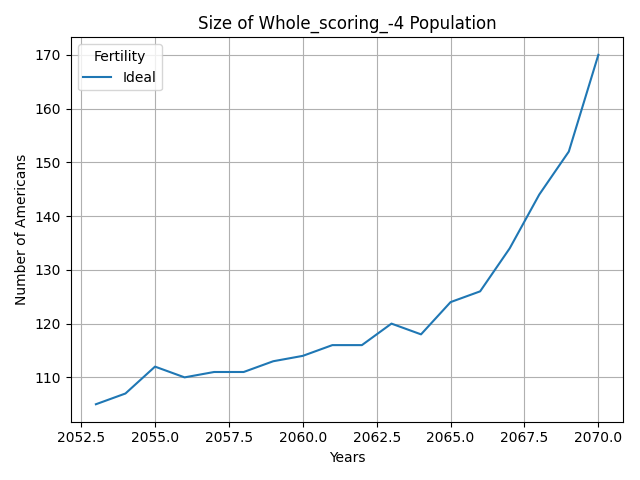 Size of Whole_scoring_-4 Population
Fertility
Ideal
Number of Americans
170
160
150
140
130
120
110
2052.5 2055.0 2057.5 2060.0 2062.5 2065.0 2067.5 2070.0
Years